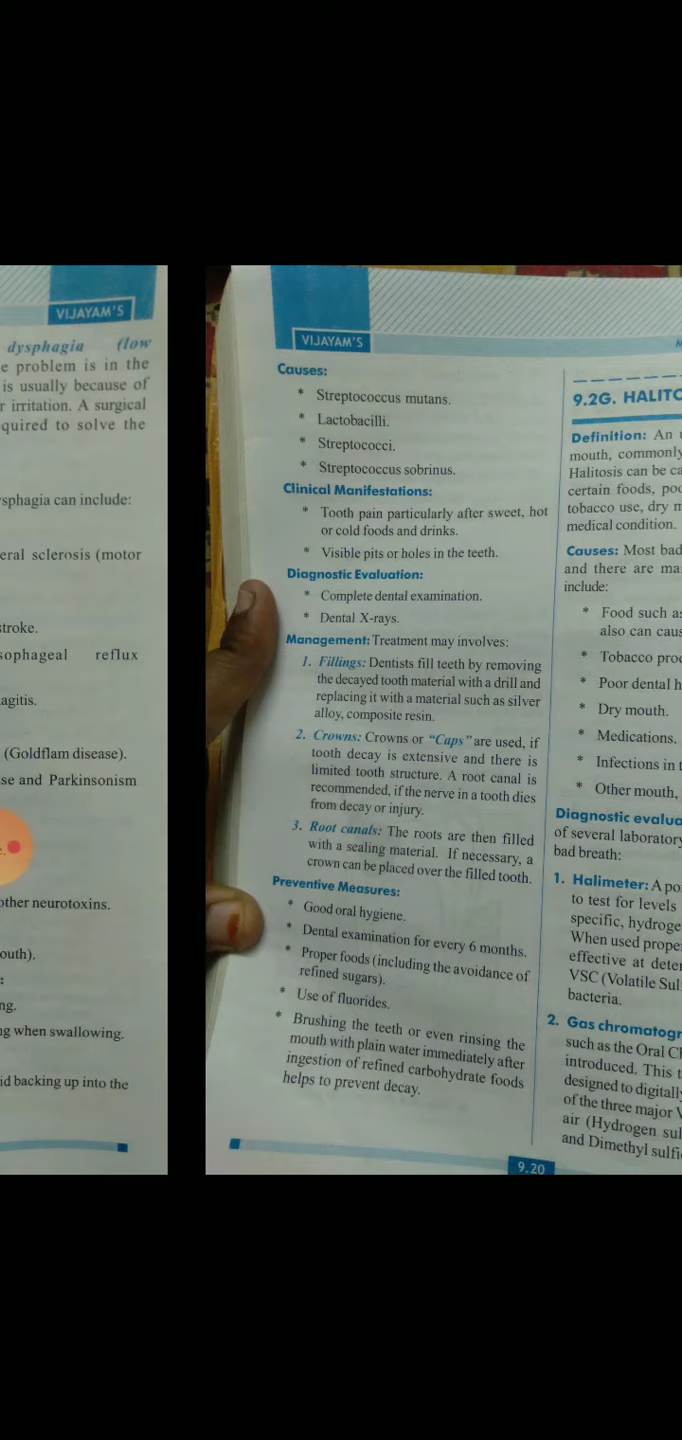 VIJAYAM'S
dysphagia (low
e problem is in the
is usually because of
r irritation. A surgical
quired to solve the
ysphagia can include:
eral sclerosis (motor
stroke.
sophageal reflux
agitis.
(Goldflam disease).
se and Parkinsonism
e.
other neurotoxins.
outh).
:
ng.
ng when swallowing.
id backing up into the
VIJAYAM'S
Causes:
* Streptococcus mutans.
* Lactobacilli.
* Streptococci.
* Streptococcus sobrinus.
Clinical Manifestations:
* Tooth pain particularly after sweet, hot
or cold foods and drinks.
* Visible pits or holes in the teeth.
Diagnostic Evaluation:
* Complete dental examination.
* Dental X-rays.
Management: Treatment may involves:
1. Fillings: Dentists fill teeth by removing
the decayed tooth material with a drill and
replacing it with a material such as silver
alloy, composite resin.
2. Crowns: Crowns or “Caps” are used, if
tooth decay is extensive and there is
limited tooth structure. A root canal is
recommended, if the nerve in a tooth dies
from decay or injury.
3. Root canals: The roots are then filled
with a sealing material. If necessary, a
crown can be placed over the filled tooth.
Preventive Measures:
* Good oral hygiene.
* Dental examination for every 6 months.
* Proper foods (including the avoidance of
refined sugars).
* Use of fluorides.
* Brushing the teeth or even rinsing the
mouth with plain water immediately after
ingestion of refined carbohydrate foods
helps to prevent decay.
M
9.2G. HALITO
Definition: An u
mouth, commonly
Halitosis can be ca
certain foods, poo
tobacco use, dry m
medical condition.
Causes: Most bad
and there are ma
include:
* Food such as
also can caus
* Tobacco prod
* Poor dental h
* Dry mouth.
* Medications.
* Infections in t
* Other mouth,
Diagnostic evalua
of several laboratory
bad breath:
1. Halimeter: A po
to test for levels
specific, hydroge
When used prope
effective at deter
VSC (Volatile Sul
bacteria.
2. Gas chromatogr
such as the Oral Ch
introduced. This t
designed to digitally
of the three major V
air (Hydrogen sul
and Dimethyl sulfi
9.20